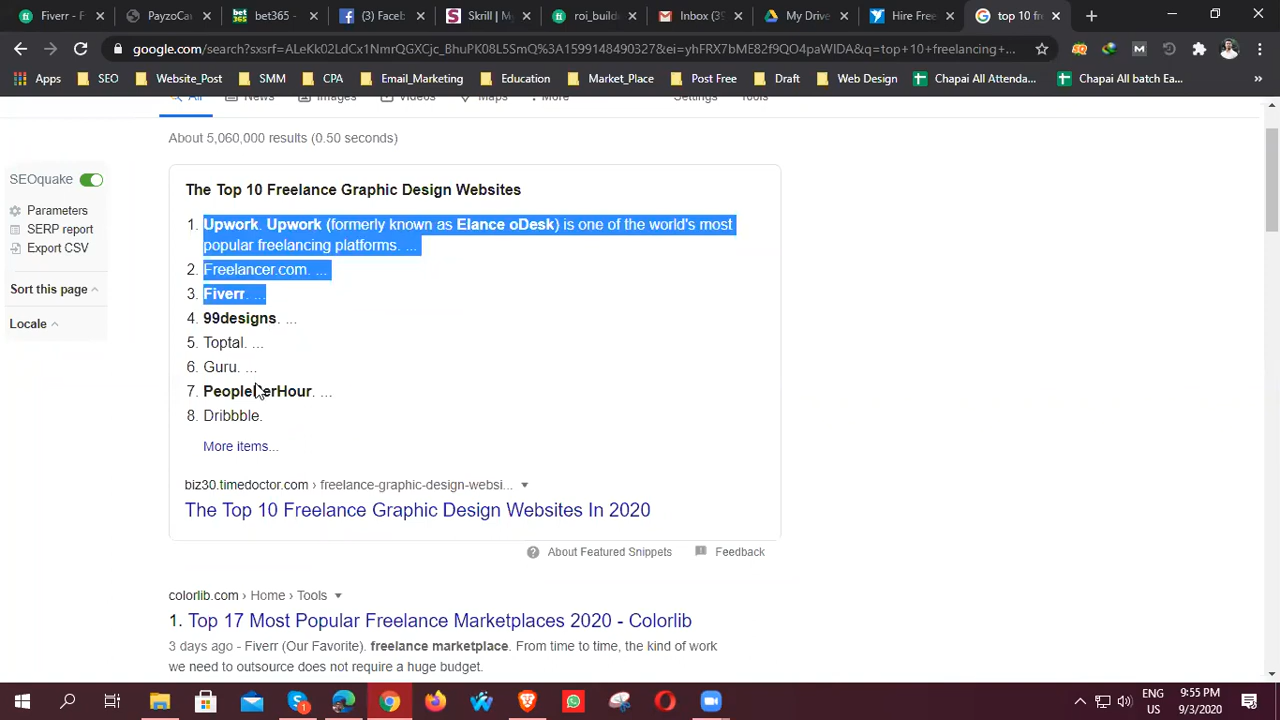 Fiverr -
PayzoCa
bet365 -
(3) Faceb
Skrill | M
roi_builde
Inbox (39
My Drive
Hire Free
top 10 fre
google.com/search?sxsrf=ALeKk02LdCx1NmrQGXCjc_BhuPK08L5SmQ%3A1599148490327&ei=yhFRX7bME82f9QO4paWIDA&q=top+10+freelancing+...
Apps SEO Website_Post SMM CPA Email_Marketing Education Market_Place Post Free Draft Web Design Chapai All Attenda... Chapai All batch Ea... »
All News Images Videos Maps More Settings Tools
About 5,060,000 results (0.50 seconds)
SEOquake
Parameters
SERP report
Export CSV
Sort this page
Locale
The Top 10 Freelance Graphic Design Websites
1. Upwork. Upwork (formerly known as Elance oDesk) is one of the world's most
popular freelancing platforms. ...
2. Freelancer.com. ...
3. Fiverr. ...
4. 99designs. ...
5. Toptal. ...
6. Guru. ...
7. PeoplePerHour. ...
8. Dribbble.
More items...
biz30.timedoctor.com › freelance-graphic-design-websi...
The Top 10 Freelance Graphic Design Websites In 2020
About Featured Snippets Feedback
colorlib.com › Home › Tools
1. Top 17 Most Popular Freelance Marketplaces 2020 - Colorlib
3 days ago - Fiverr (Our Favorite). freelance marketplace. From time to time, the kind of work
we need to outsource does not require a huge budget.
ENG
US
9:55 PM
9/3/2020